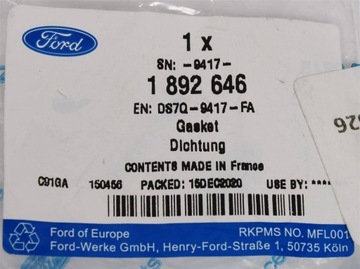 Ford
1 x
SN: -9417-
1 892 646
EN: DS7Q-9417-FA
Gasket
Dichtung
CONTENTS MADE IN France
C91GA 150456 PACKED: 15DEC2020 USE BY: ****
Ford of Europe RKPMS NO. MFL001
Ford-Werke GmbH, Henry-Ford-Straße 1, 50735 Köln